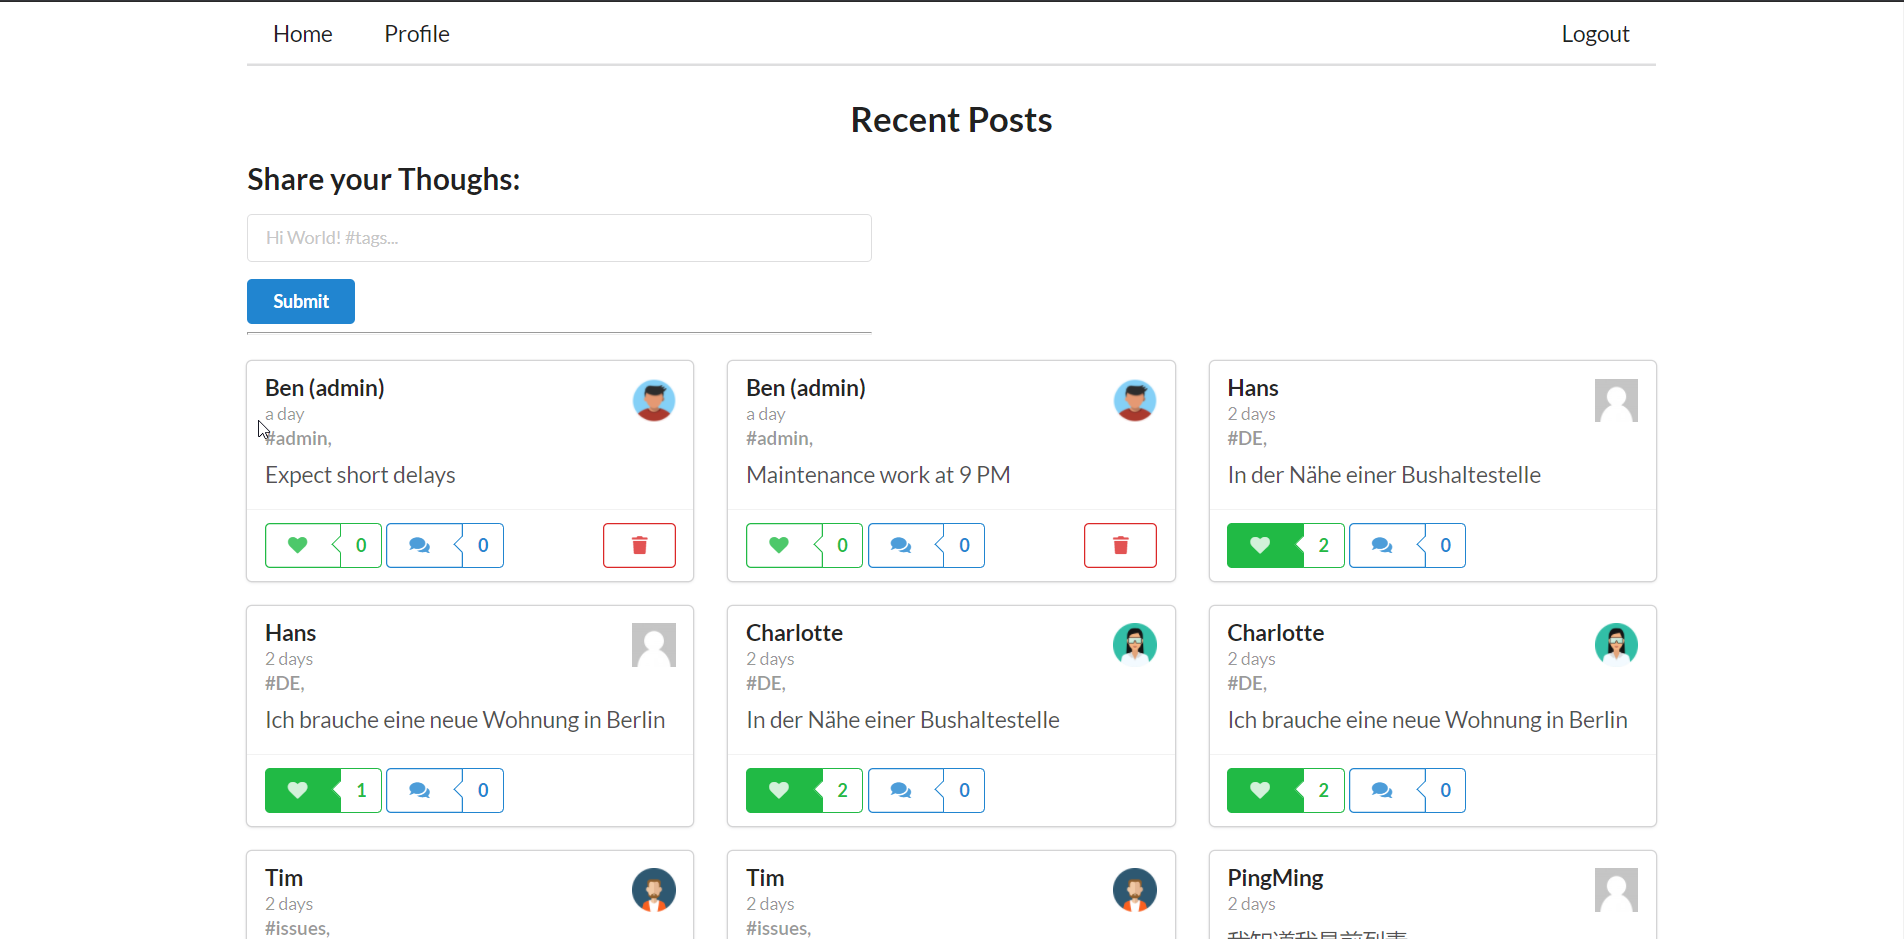 Home Profile Logout
Recent Posts
Share your Thoughs:
Hi World! #tags...
Submit
Ben (admin)
a day
#admin,
Expect short delays
0 0
Ben (admin)
a day
#admin,
Maintenance work at 9 PM
0 0
Hans
2 days
#DE,
In der Nähe einer Bushaltestelle
2 0
Hans
2 days
#DE,
Ich brauche eine neue Wohnung in Berlin
1 0
Charlotte
2 days
#DE,
In der Nähe einer Bushaltestelle
2 0
Charlotte
2 days
#DE,
Ich brauche eine neue Wohnung in Berlin
2 0
Tim
2 days
#issues,
Tim
2 days
#issues,
PingMing
2 days